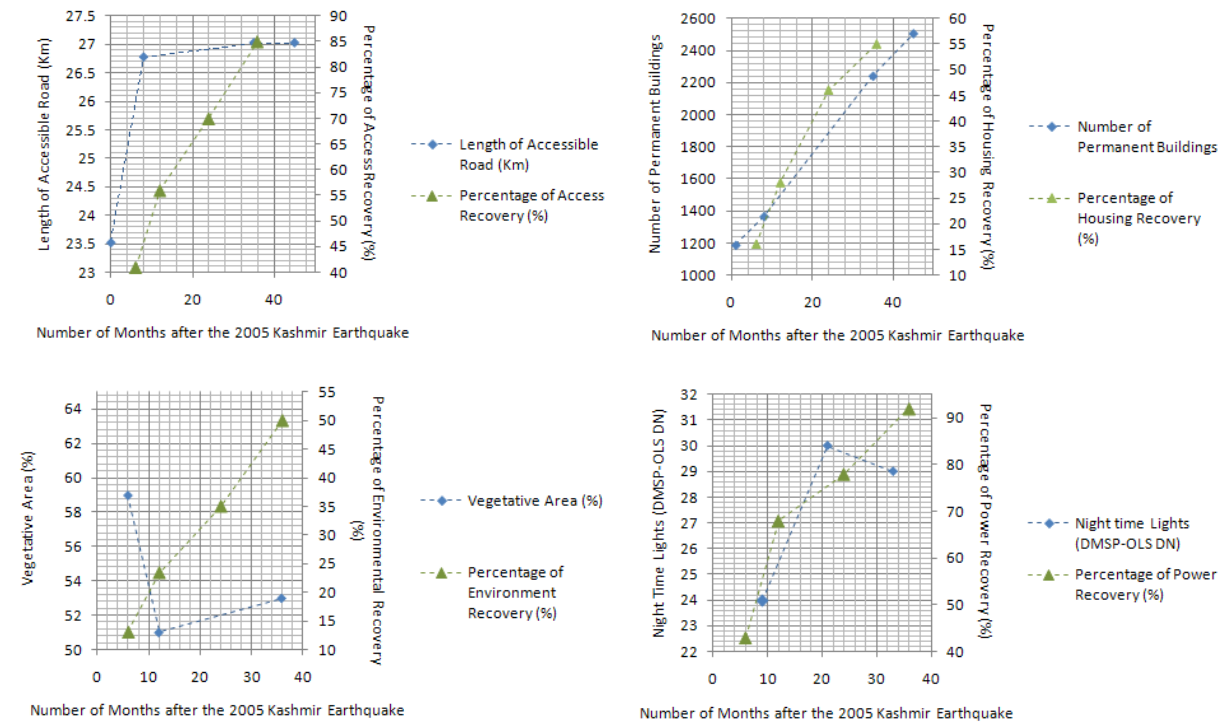 27.5
27
26.5
26
25.5
25
24.5
24
23.5
23
Length of Accessible Road (Km)
90
85
80
75
70
65
60
55
50
45
40
Percentage of Access Recovery (%)
0 20 40
Number of Months after the 2005 Kashmir Earthquake
Length of Accessible
Road (Km)
Percentage of Access
Recovery (%)
2600
2400
2200
2000
1800
1600
1400
1200
1000
Number of Permanent Buildings
60
55
50
45
40
35
30
25
20
15
10
Percentage of Housing Recovery (%)
0 20 40
Number of Months after the 2005 Kashmir Earthquake
Number of
Permanent Buildings
Percentage of
Housing Recovery
(%)
64
62
60
58
56
54
52
50
Vegetative Area (%)
55
50
45
40
35
30
25
20
15
10
Percentage of Environmental Recovery
(%)
0 10 20 30 40
Number of Months after the 2005 Kashmir Earthquake
Vegetative Area (%)
Percentage of
Environment
Recovery (%)
32
31
30
29
28
27
26
25
24
23
22
Night Time Lights (DMSP-OLS DN)
90
80
70
60
50
40
Percentage of Power Recovery (%)
0 10 20 30 40
Number of Months after the 2005 Kashmir Earthquake
Night time Lights
(DMSP-OLS DN)
Percentage of Power
Recovery (%)